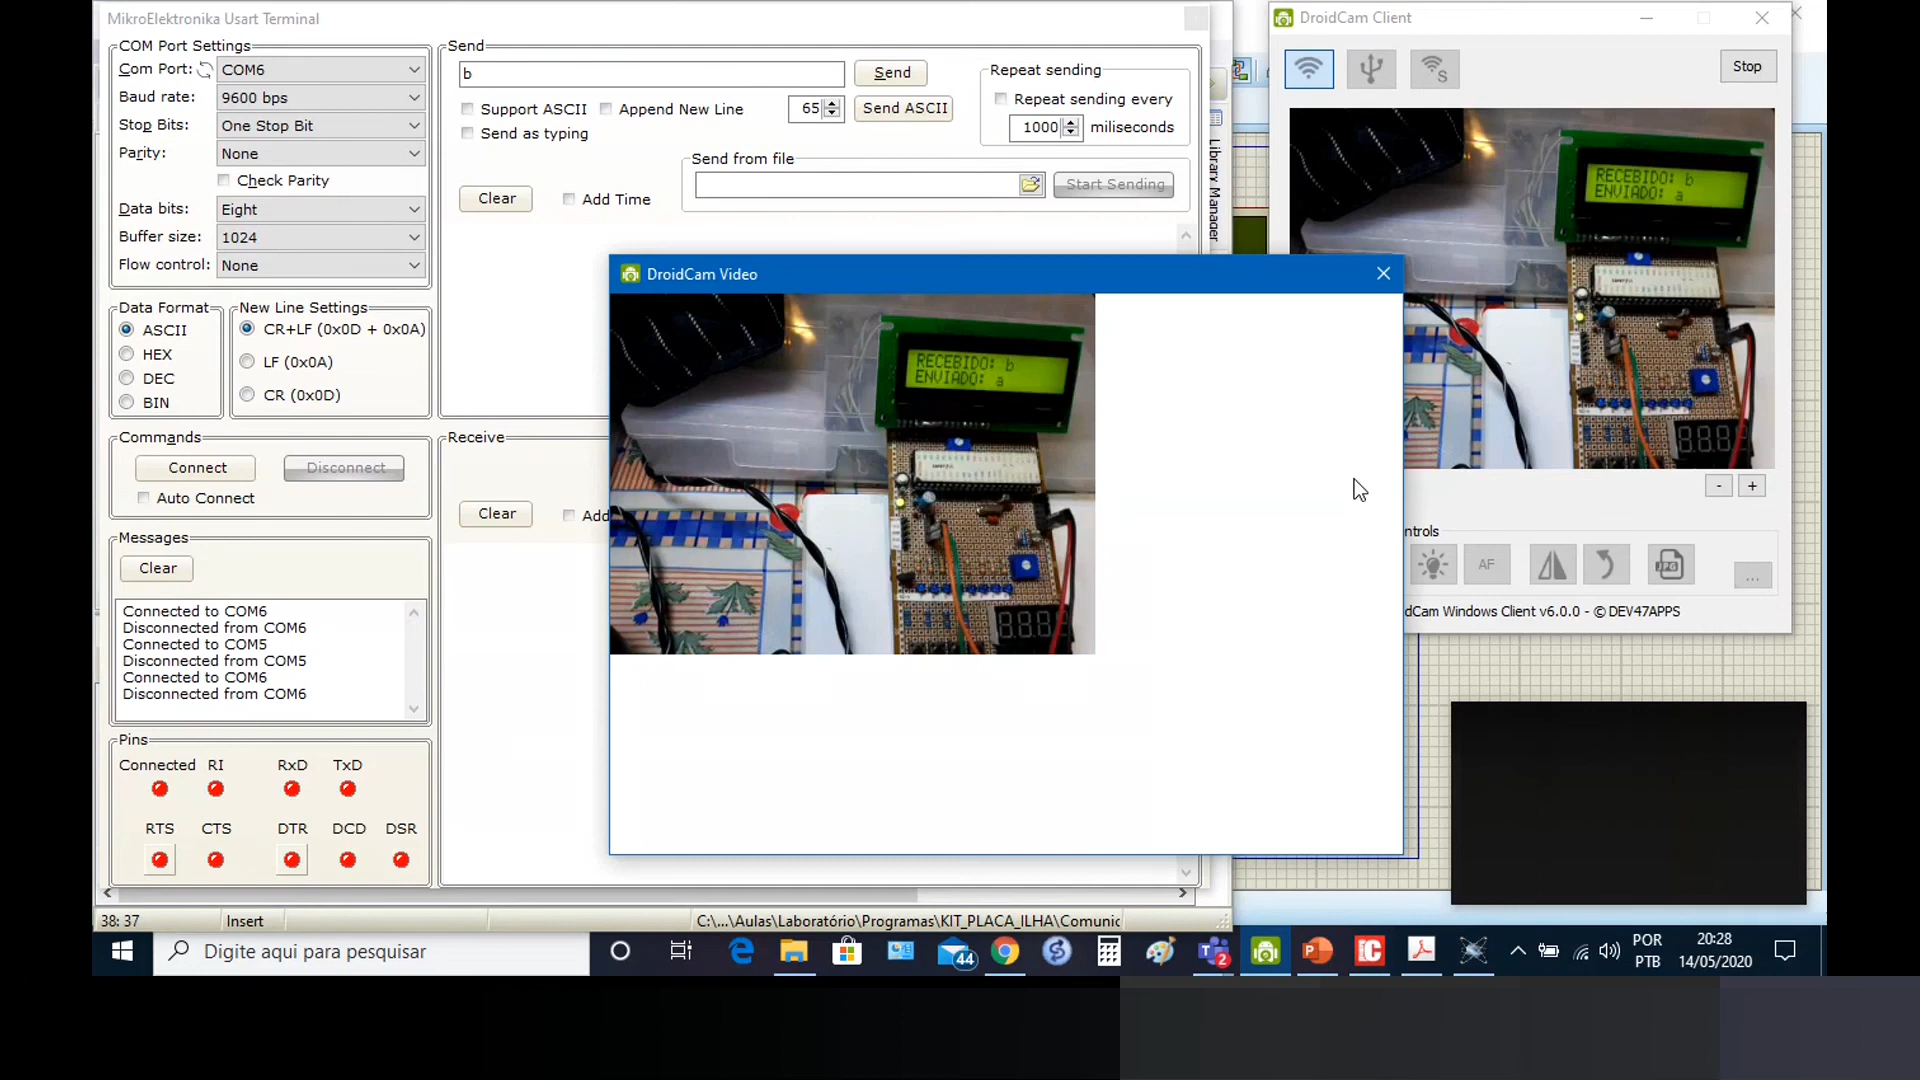 MikroElektronika Usart Terminal
COM Port Settings
Com Port: COM6
Baud rate: 9600 bps
Stop Bits: One Stop Bit
Parity: None
Check Parity
Data bits: Eight
Buffer size: 1024
Flow control: None
Data Format
ASCII
HEX
DEC
BIN
New Line Settings
CR+LF (0x0D + 0x0A)
LF (0x0A)
CR (0x0D)
Commands
Connect
Disconnect
Auto Connect
Messages
Clear
Connected to COM6
Disconnected from COM6
Connected to COM5
Disconnected from COM5
Connected to COM6
Disconnected from COM6
Pins
Connected RI RxD TxD
RTS CTS DTR DCD DSR
Send
b
Send
Support ASCII
Append New Line
65
Send ASCII
Send as typing
Repeat sending
Repeat sending every
1000 miliseconds
Send from file
Start Sending
Clear
Add Time
Receive
Clear
Add
Library Manager
DroidCam Video
RECEBIDO: b
ENVIADO: a
DroidCam Client
Stop
RECEBIDO: b
ENVIADO: a
-
+
ntrols
AF
JPG
...
dCam Windows Client v6.0.0 - © DEV47APPS
38: 37
Insert
C:\...\Aulas\Laboratório\Programas\KIT_PLACA_ILHA\Comunic
Digite aqui para pesquisar
44
2
POR
PTB
20:28
14/05/2020